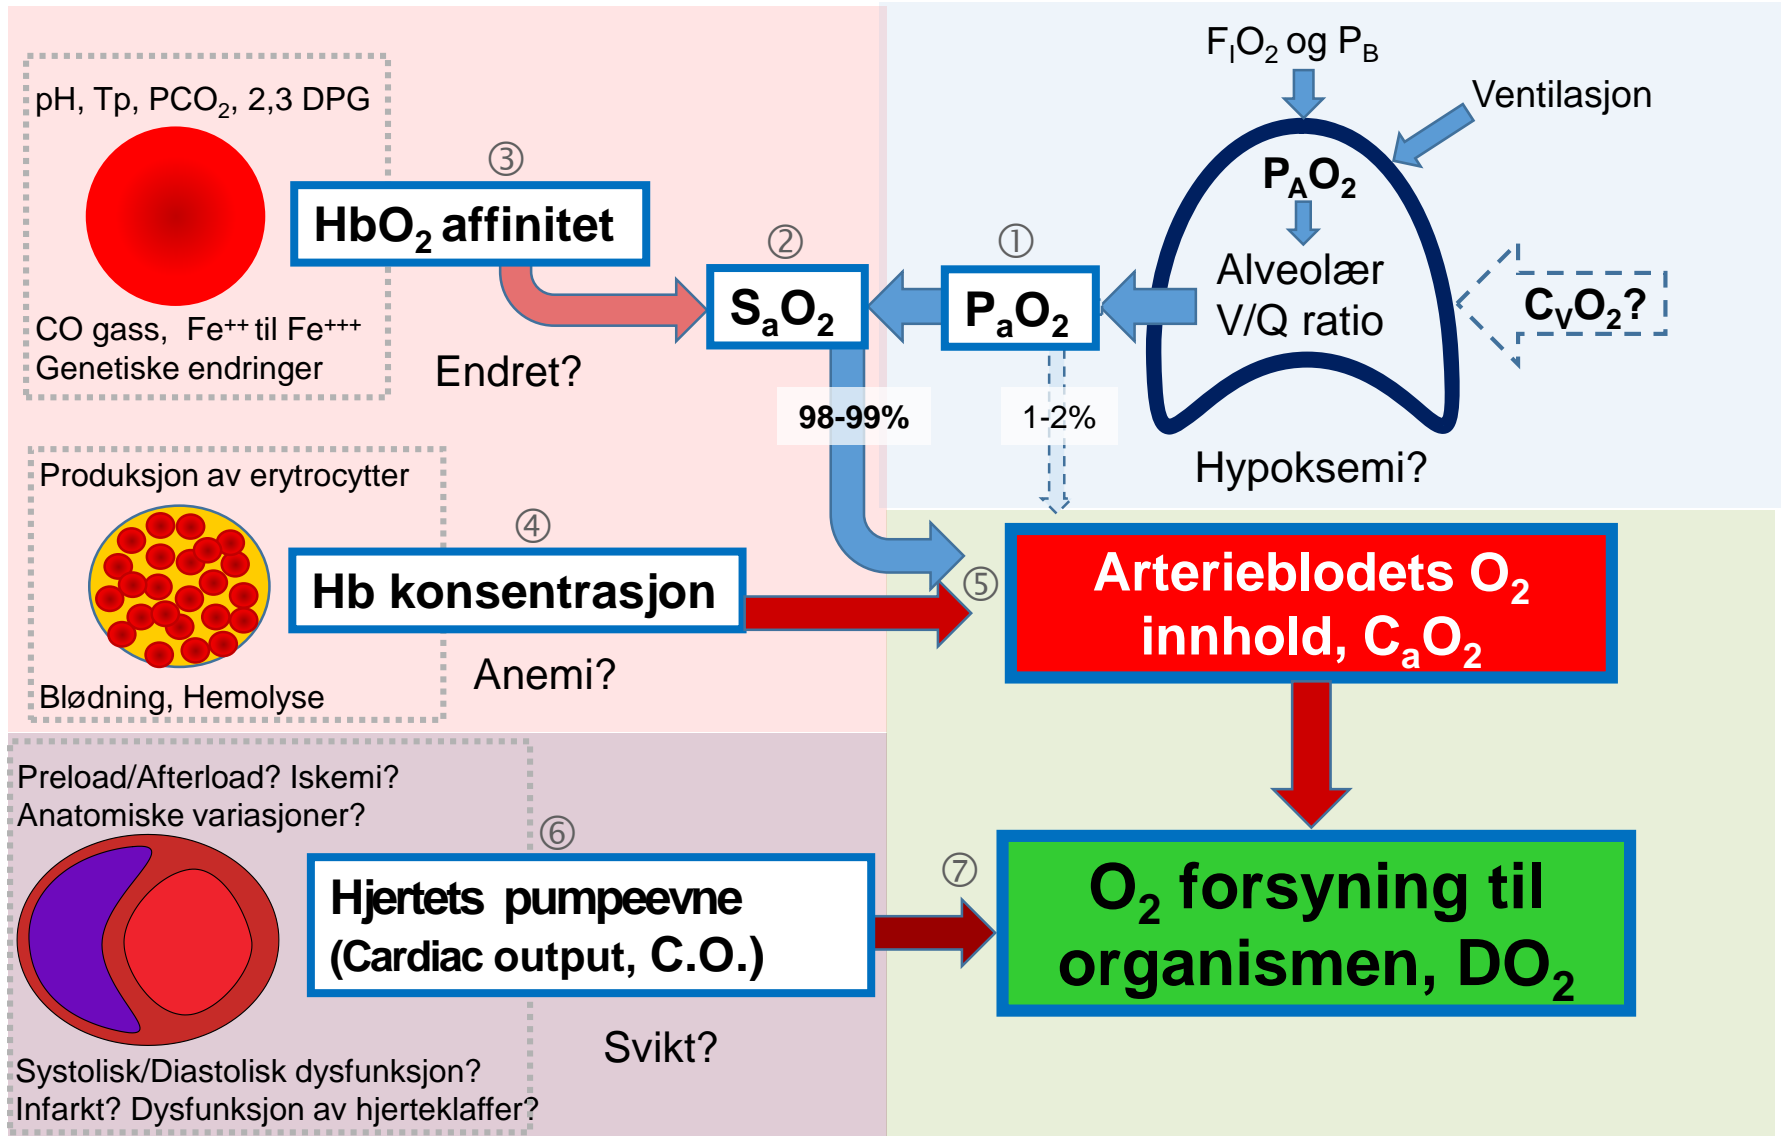 pH, Tp, PCO₂, 2,3 DPG
③
HbO₂ affinitet
CO gass, Fe⁺⁺ til Fe⁺⁺⁺
Genetiske endringer
Endret?
②
SₐO₂
①
PₐO₂
98-99%
1-2%
FᵢO₂ og P_B
Ventilasjon
P_AO₂
Alveolær
V/Q ratio
C_VO₂?
Hypoksemi?
Produksjon av erytrocytter
④
Hb konsentrasjon
Blødning, Hemolyse
Anemi?
⑤
Arterieblodets O₂
innhold, CₐO₂
Preload/Afterload? Iskemi?
Anatomiske variasjoner?
⑥
Hjertets pumpeevne
(Cardiac output, C.O.)
Svikt?
Systolisk/Diastolisk dysfunksjon?
Infarkt? Dysfunksjon av hjerteklaffer?
⑦
O₂ forsyning til
organismen, DO₂